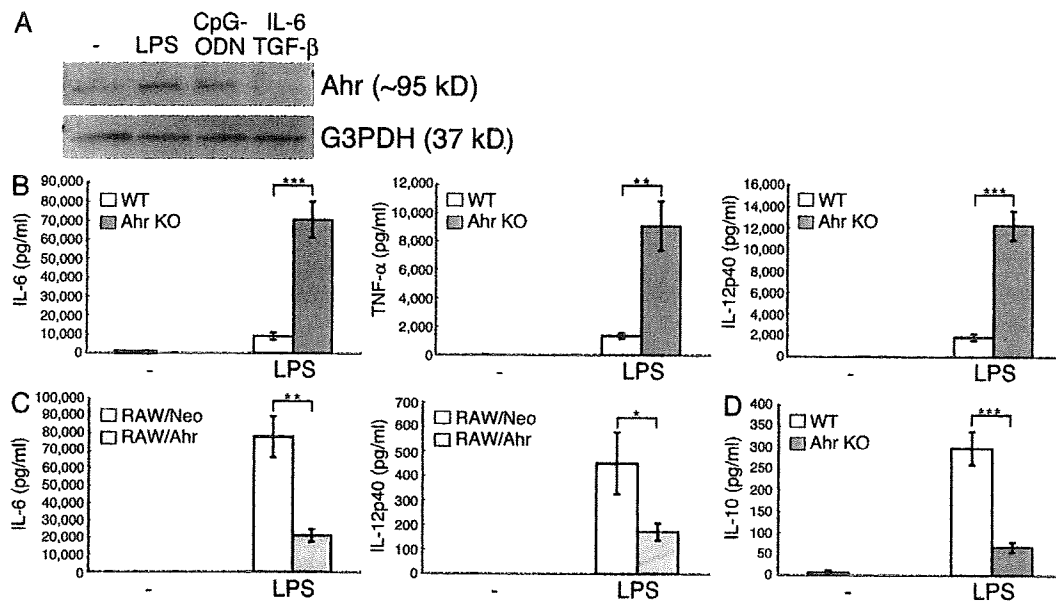 A
-
LPS
CpG-
ODN
IL-6
TGF-β
Ahr (~95 kD)
G3PDH (37 kD)
B
IL-6 (pg/ml)
90,000
80,000
70,000
60,000
50,000
40,000
30,000
20,000
10,000
0
WT
Ahr KO
***
-
LPS
TNF-α (pg/ml)
12,000
10,000
8,000
6,000
4,000
2,000
0
WT
Ahr KO
**
-
LPS
IL-12p40 (pg/ml)
16,000
14,000
12,000
10,000
8,000
6,000
4,000
2,000
0
WT
Ahr KO
***
-
LPS
C
IL-6 (pg/ml)
100,000
90,000
80,000
70,000
60,000
50,000
40,000
30,000
20,000
10,000
0
RAW/Neo
RAW/Ahr
**
-
LPS
IL-12p40 (pg/ml)
700
600
500
400
300
200
100
0
RAW/Neo
RAW/Ahr
*
-
LPS
D
IL-10 (pg/ml)
400
350
300
250
200
150
100
50
0
WT
Ahr KO
***
-
LPS